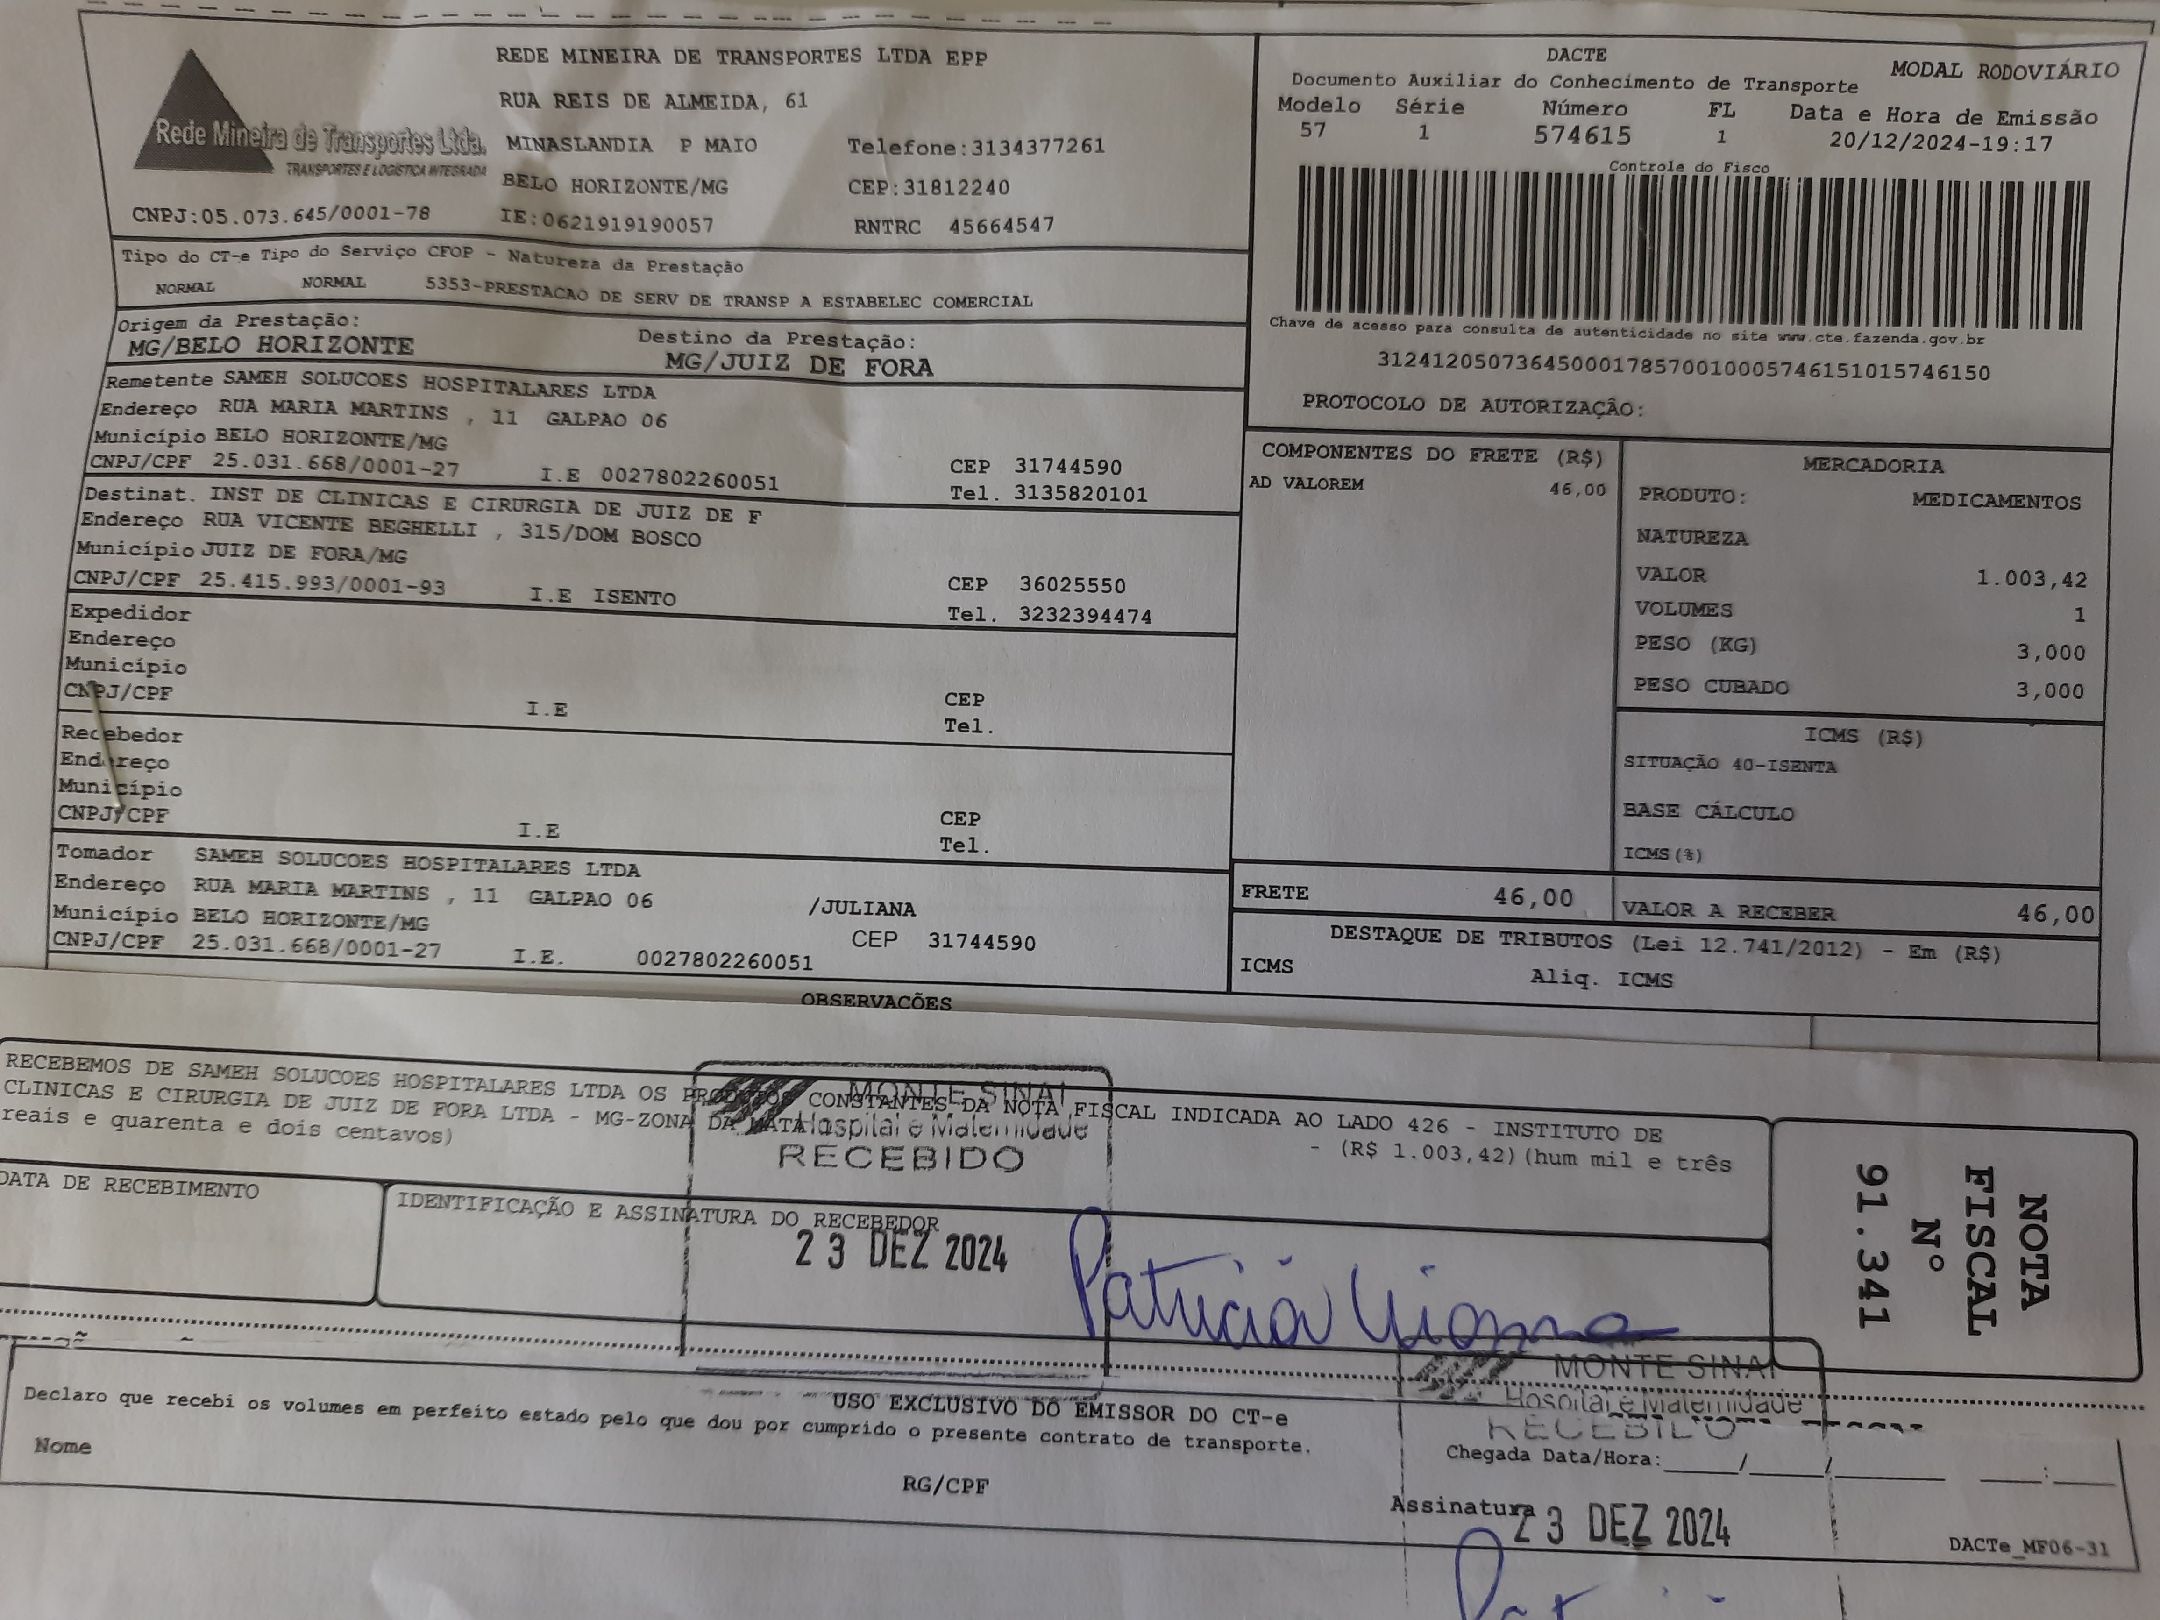 REDE MINEIRA DE TRANSPORTES LTDA EPP
RUA REIS DE ALMEIDA, 61
Rede Mineira de Transportes Ltda.
TRANSPORTES E LOGÍSTICA INTEGRADA
MINASLANDIA P MAIO Telefone:3134377261
BELO HORIZONTE/MG CEP:31812240
CNPJ:05.073.645/0001-78 IE:0621919190057 RNTRC 45664547
DACTE
MODAL RODOVIÁRIO
Documento Auxiliar do Conhecimento de Transporte
Modelo Série Número FL Data e Hora de Emissão
57 1 574615 1 20/12/2024-19:17
Controle do Fisco
Chave de acesso para consulta de autenticidade no site www.cte.fazenda.gov.br
31241205073645000178570010005746151015746150
PROTOCOLO DE AUTORIZAÇÃO:
Tipo do CT-e Tipo do Serviço CFOP - Natureza da Prestação
NORMAL NORMAL 5353-PRESTACAO DE SERV DE TRANSP A ESTABELEC COMERCIAL
Origem da Prestação: Destino da Prestação:
MG/BELO HORIZONTE MG/JUIZ DE FORA
Remetente SAMEH SOLUCOES HOSPITALARES LTDA
Endereço RUA MARIA MARTINS , 11 GALPAO 06
Município BELO HORIZONTE/MG CEP 31744590
CNPJ/CPF 25.031.668/0001-27 I.E 0027802260051 Tel. 3135820101
Destinat. INST DE CLINICAS E CIRURGIA DE JUIZ DE F
Endereço RUA VICENTE BEGHELLI , 315/DOM BOSCO
Município JUIZ DE FORA/MG CEP 36025550
CNPJ/CPF 25.415.993/0001-93 I.E ISENTO Tel. 3232394474
Expedidor
Endereço
Município CEP
CNPJ/CPF I.E Tel.
Recebedor
Endereço
Município CEP
CNPJ/CPF I.E Tel.
Tomador SAMEH SOLUCOES HOSPITALARES LTDA
Endereço RUA MARIA MARTINS , 11 GALPAO 06 /JULIANA
Município BELO HORIZONTE/MG CEP 31744590
CNPJ/CPF 25.031.668/0001-27 I.E. 0027802260051
OBSERVAÇÕES
COMPONENTES DO FRETE (R$)
AD VALOREM 46,00
MERCADORIA
PRODUTO: MEDICAMENTOS
NATUREZA
VALOR 1.003,42
VOLUMES 1
PESO (KG) 3,000
PESO CUBADO 3,000
ICMS (R$)
SITUAÇÃO 40-ISENTA
BASE CÁLCULO
ICMS(%)
FRETE 46,00 VALOR A RECEBER 46,00
DESTAQUE DE TRIBUTOS (Lei 12.741/2012) - Em (R$)
ICMS Aliq. ICMS
RECEBEMOS DE SAMEH SOLUCOES HOSPITALARES LTDA OS PRODUTOS CONSTANTES DA NOTA FISCAL INDICADA AO LADO 426 - INSTITUTO DE
CLINICAS E CIRURGIA DE JUIZ DE FORA LTDA - MG-ZONA DA MATA - (R$ 1.003,42)(hum mil e três
reais e quarenta e dois centavos)
MONTE SINAI
Hospital e Maternidade
RECEBIDO
23 DEZ 2024
DATA DE RECEBIMENTO
IDENTIFICAÇÃO E ASSINATURA DO RECEBEDOR
Patricia Vianna
NOTA
FISCAL
Nº
91.341
MONTE SINAI
Hospital e Maternidade
RECEBIDO
USO EXCLUSIVO DO EMISSOR DO CT-e
Declaro que recebi os volumes em perfeito estado pelo que dou por cumprido o presente contrato de transporte.
Nome RG/CPF
Chegada Data/Hora:____/____/______ ___:___
Assinatura
23 DEZ 2024
DACTe_MF06-31